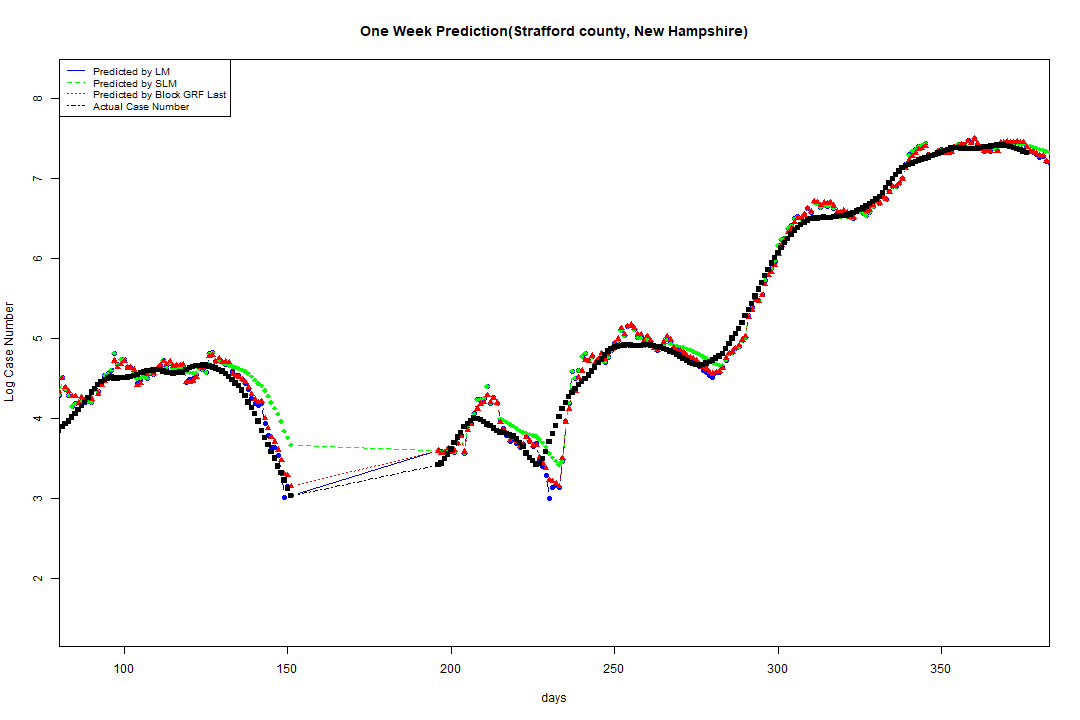 One Week Prediction(Strafford county, New Hampshire)
Predicted by LM
Predicted by SLM
Predicted by Block GRF Last
Actual Case Number
8
7
6
5
4
3
2
Log Case Number
100 150 200 250 300 350
days